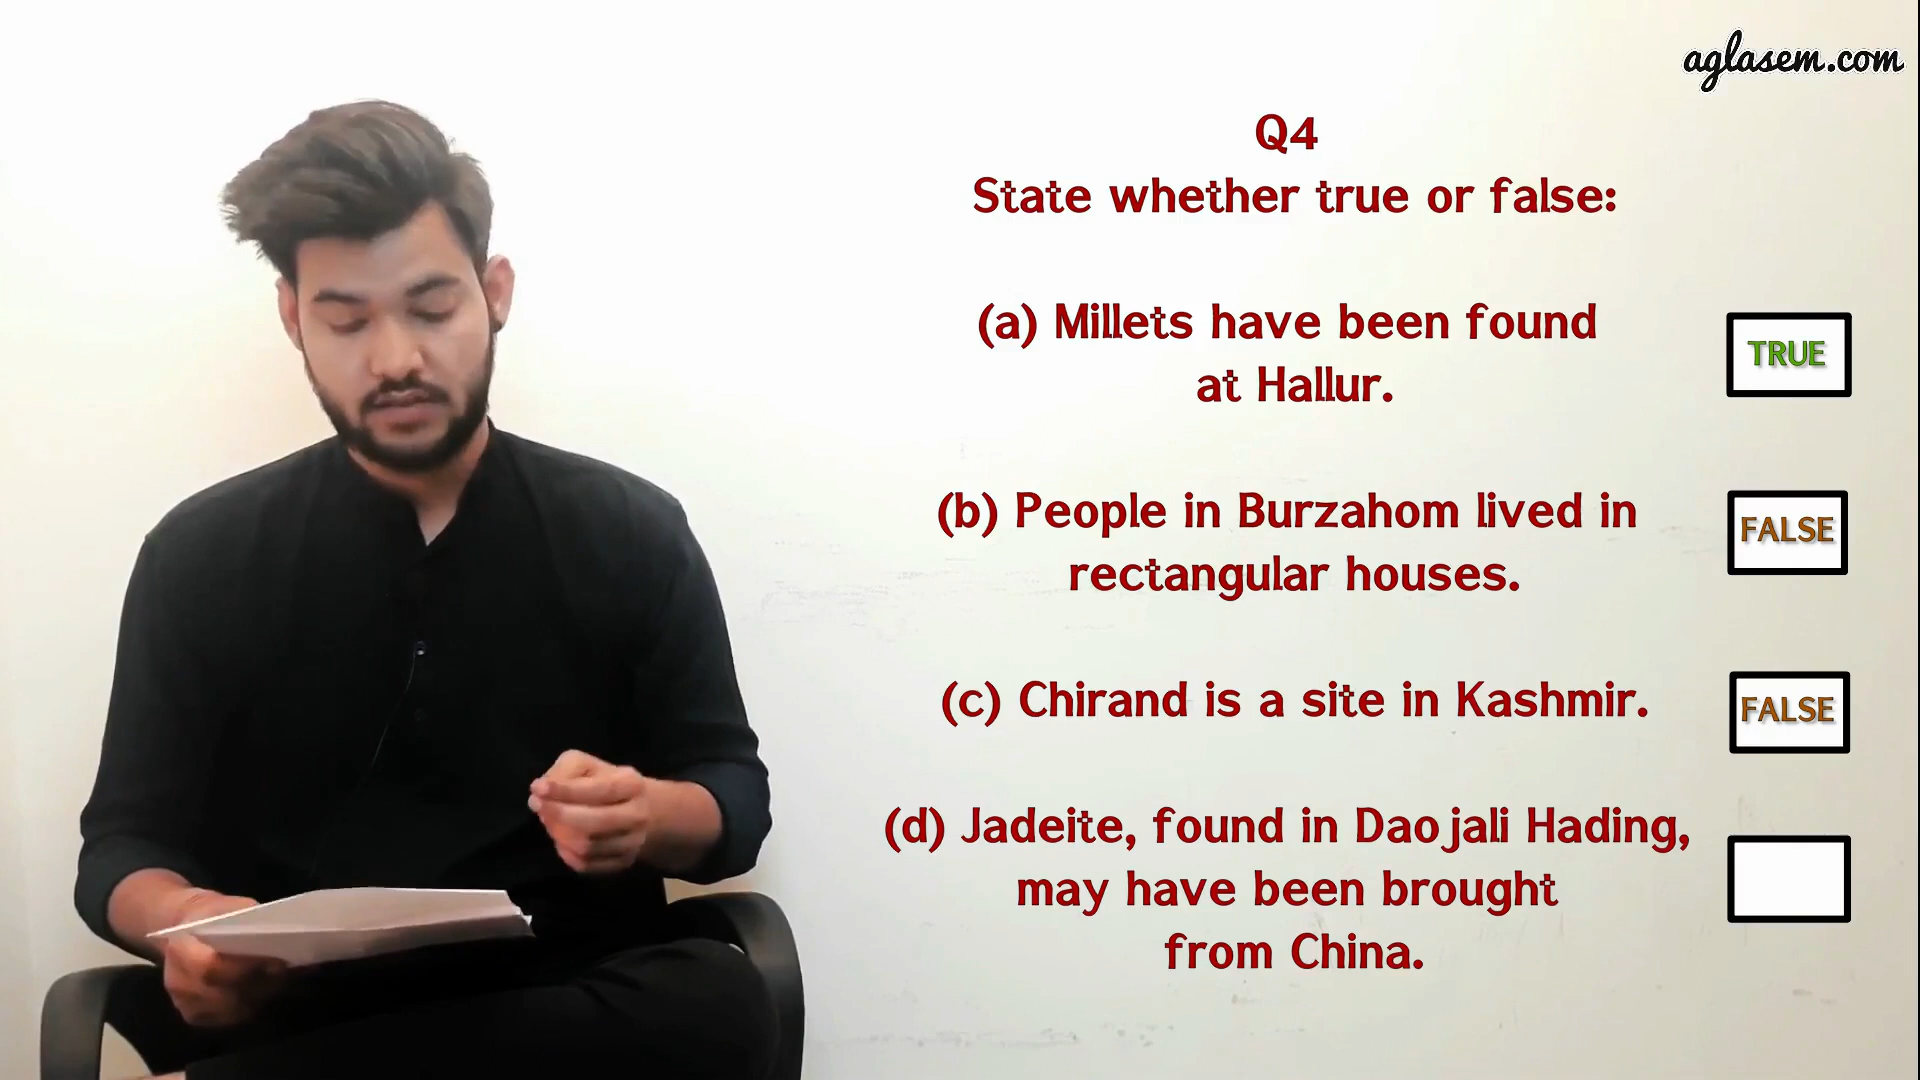 aglasem.com
Q4
State whether true or false:
(a) Millets have been found
at Hallur.
TRUE
(b) People in Burzahom lived in
rectangular houses.
FALSE
(c) Chirand is a site in Kashmir.
FALSE
(d) Jadeite, found in Daojali Hading,
may have been brought
from China.